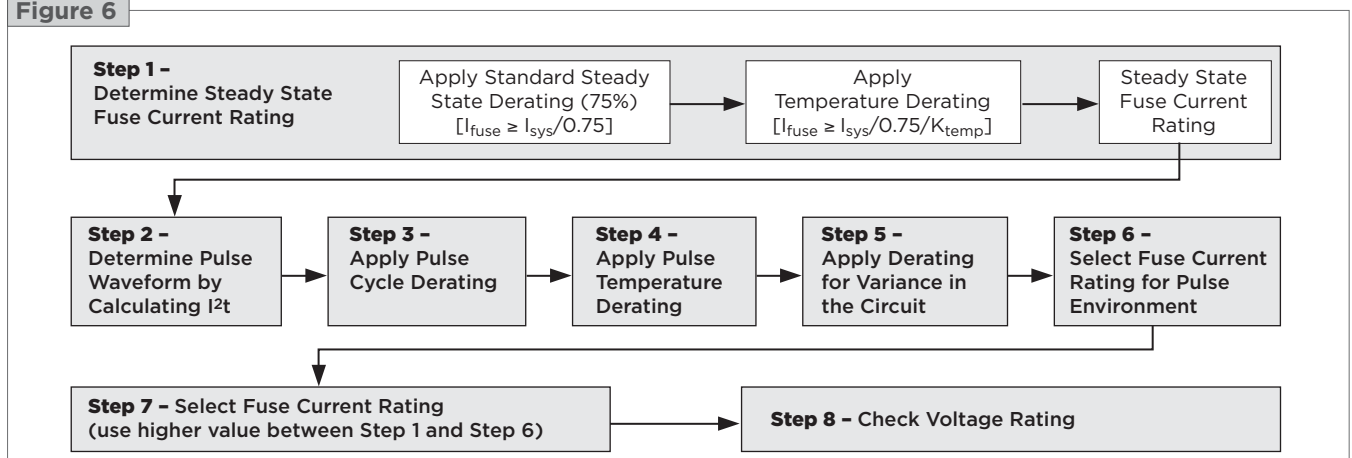 Figure 6
Step 1 –
Determine Steady State
Fuse Current Rating
Apply Standard Steady
State Derating (75%)
[Ifuse ≥ Isys/0.75]
Apply
Temperature Derating
[Ifuse ≥ Isys/0.75/Ktemp]
Steady State
Fuse Current
Rating
Step 2 –
Determine Pulse
Waveform by
Calculating I²t
Step 3 –
Apply Pulse
Cycle Derating
Step 4 –
Apply Pulse
Temperature
Derating
Step 5 –
Apply Derating
for Variance in
the Circuit
Step 6 –
Select Fuse Current
Rating for Pulse
Environment
Step 7 – Select Fuse Current Rating
(use higher value between Step 1 and Step 6)
Step 8 – Check Voltage Rating